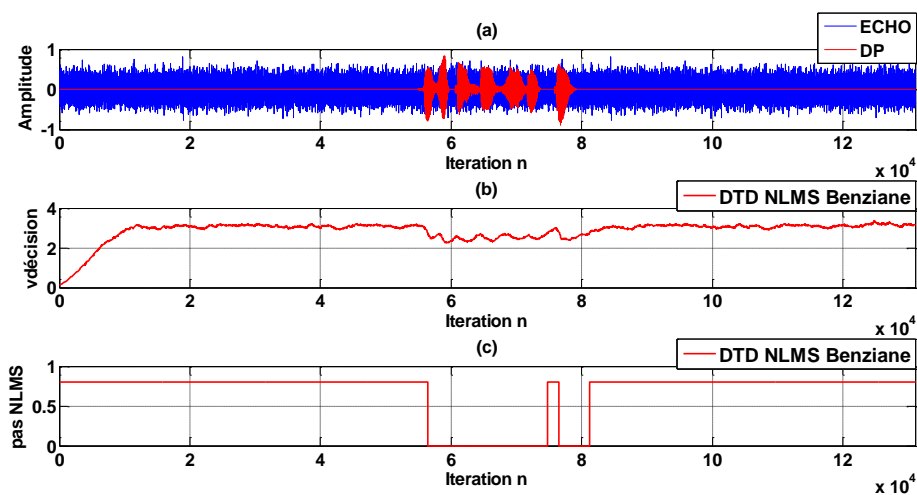 (a)
ECHO
DP
Amplitude
1
0
-1
0 2 4 6 8 10 12
Iteration n
x 10^4
(b)
DTD NLMS Benziane
vdécision
4
2
0
0 2 4 6 8 10 12
Iteration n
x 10^4
(c)
DTD NLMS Benziane
pas NLMS
1
0.5
0
0 2 4 6 8 10 12
Iteration n
x 10^4